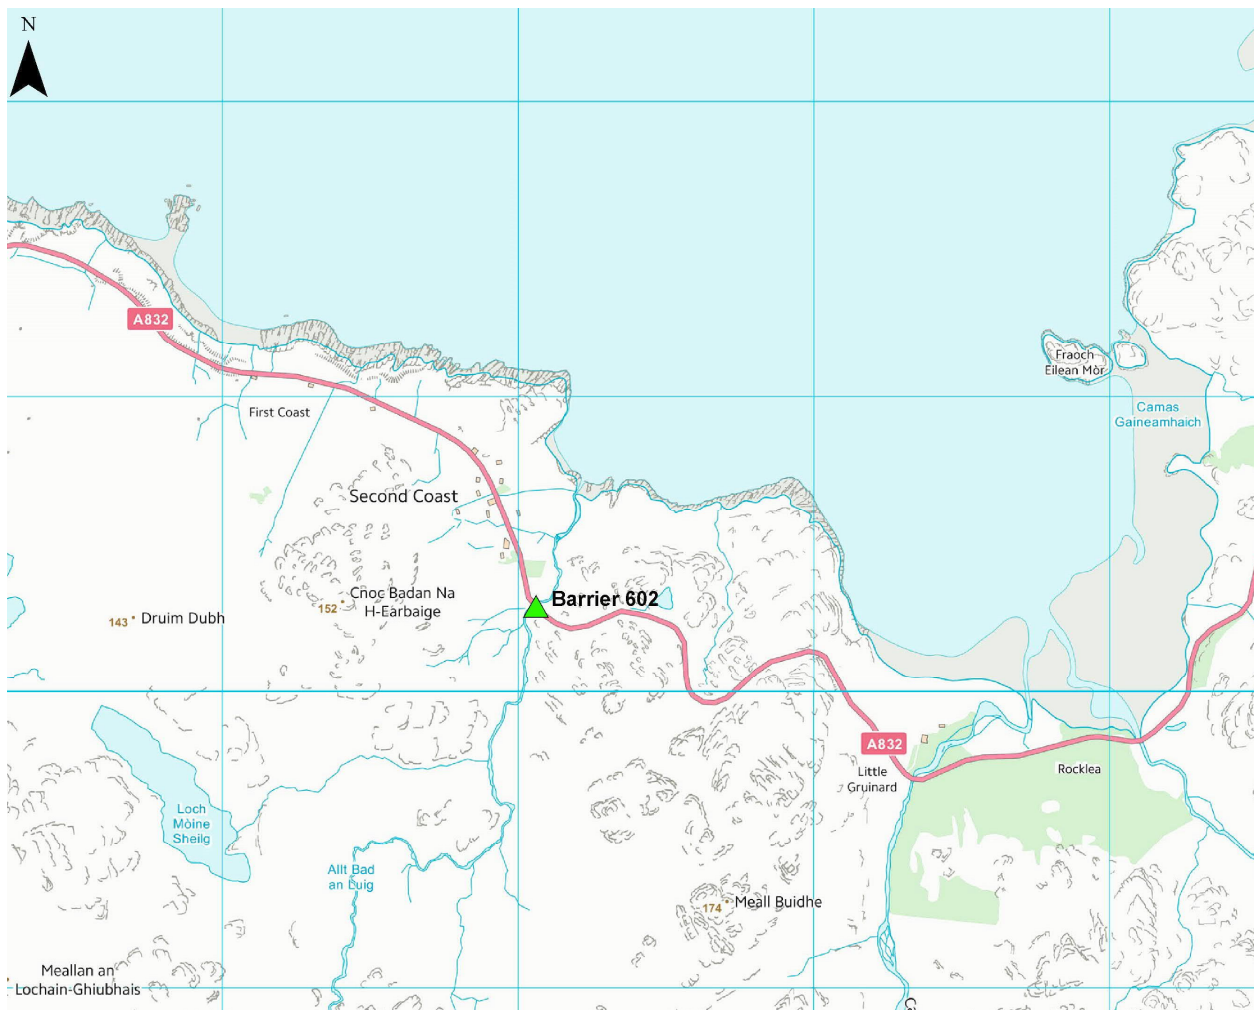 N
A832
Fraoch
Eilean Mòr
Camas
Gaineamhaich
First Coast
Second Coast
Cnoc Badan Na
H-Earbaige
152
Barrier 602
143
Druim Dubh
A832
Little
Gruinard
Rocklea
Loch
Mòine
Sheilg
Allt Bad
an Luig
174
Meall Buidhe
Meallan an
Lochain-Ghiubhais